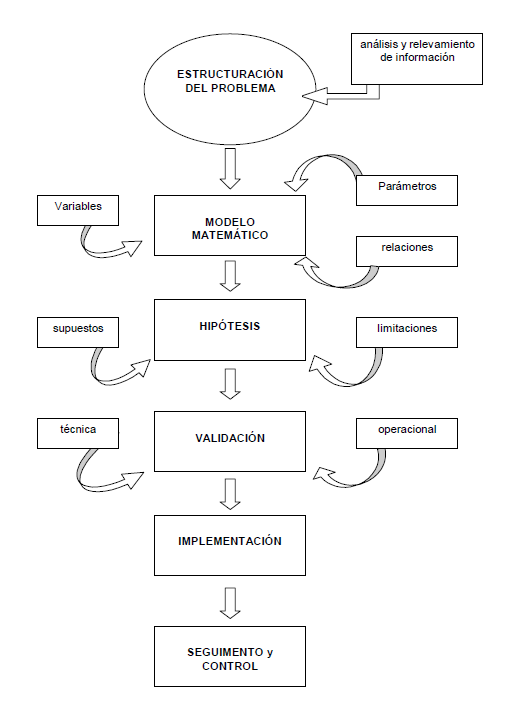 análisis y relevamiento
de información
ESTRUCTURACIÓN
DEL PROBLEMA
Parámetros
Variables
MODELO
MATEMÁTICO
relaciones
supuestos
HIPÓTESIS
limitaciones
técnica
VALIDACIÓN
operacional
IMPLEMENTACIÓN
SEGUIMENTO y
CONTROL